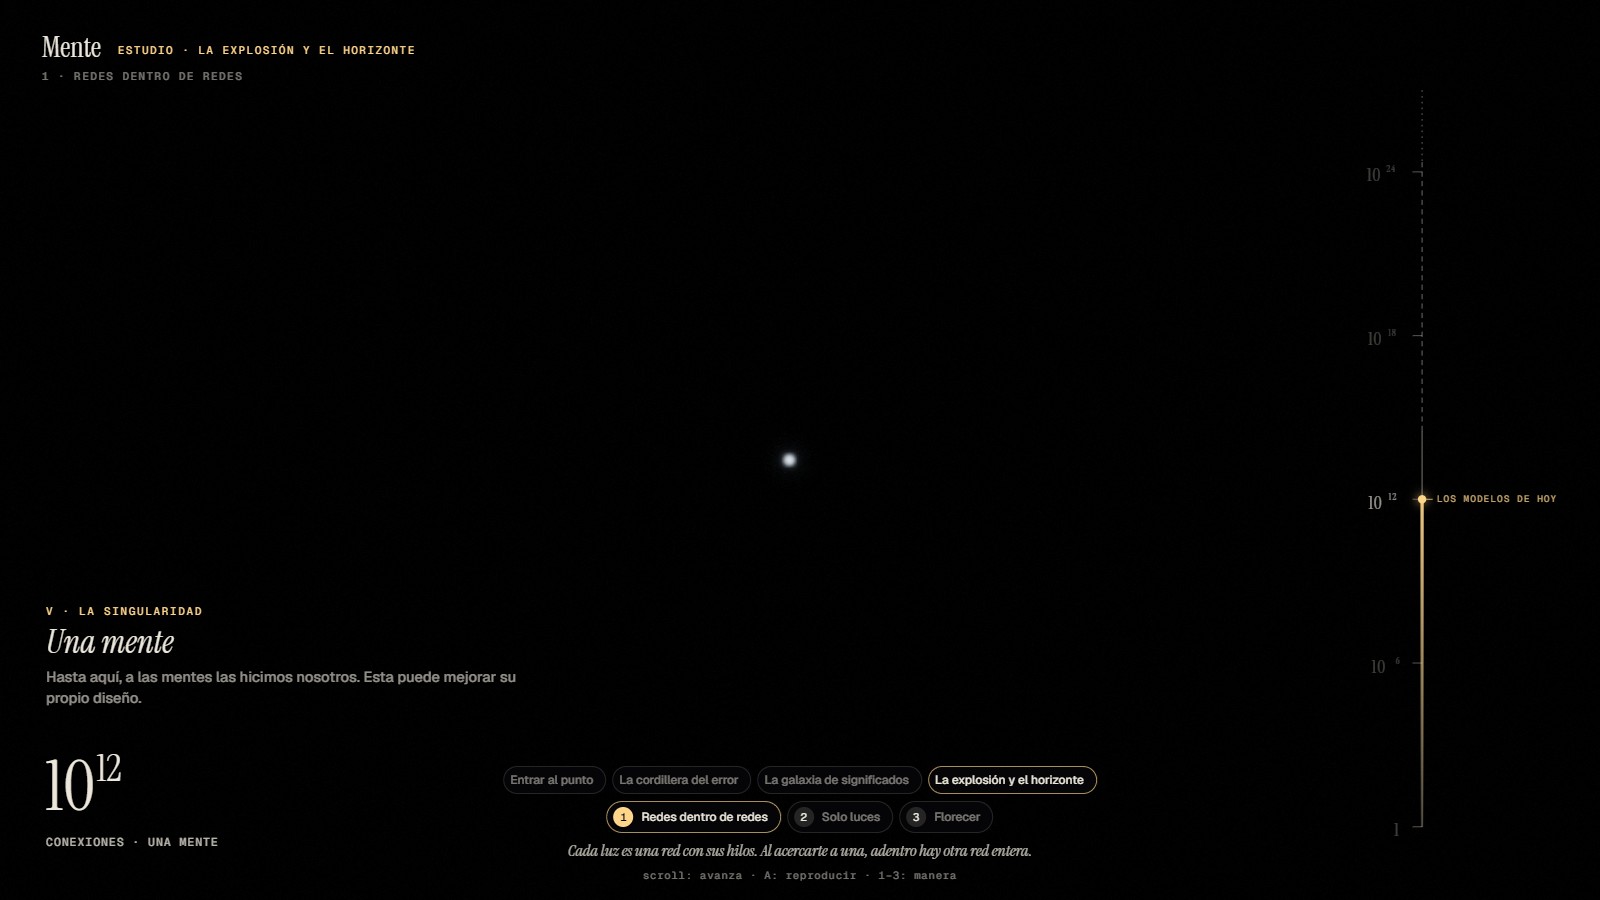 Mente ESTUDIO · LA EXPLOSIÓN Y EL HORIZONTE
1 · REDES DENTRO DE REDES
10 24
10 18
10 12 LOS MODELOS DE HOY
10 6
1
V · LA SINGULARIDAD
Una mente
Hasta aquí, a las mentes las hicimos nosotros. Esta puede mejorar su
propio diseño.
10 12
CONEXIONES · UNA MENTE
Entrar al punto La cordillera del error La galaxia de significados La explosión y el horizonte
1 Redes dentro de redes 2 Solo luces 3 Florecer
Cada luz es una red con sus hilos. Al acercarte a una, adentro hay otra red entera.
scroll: avanza · A: reproducir · 1–3: manera